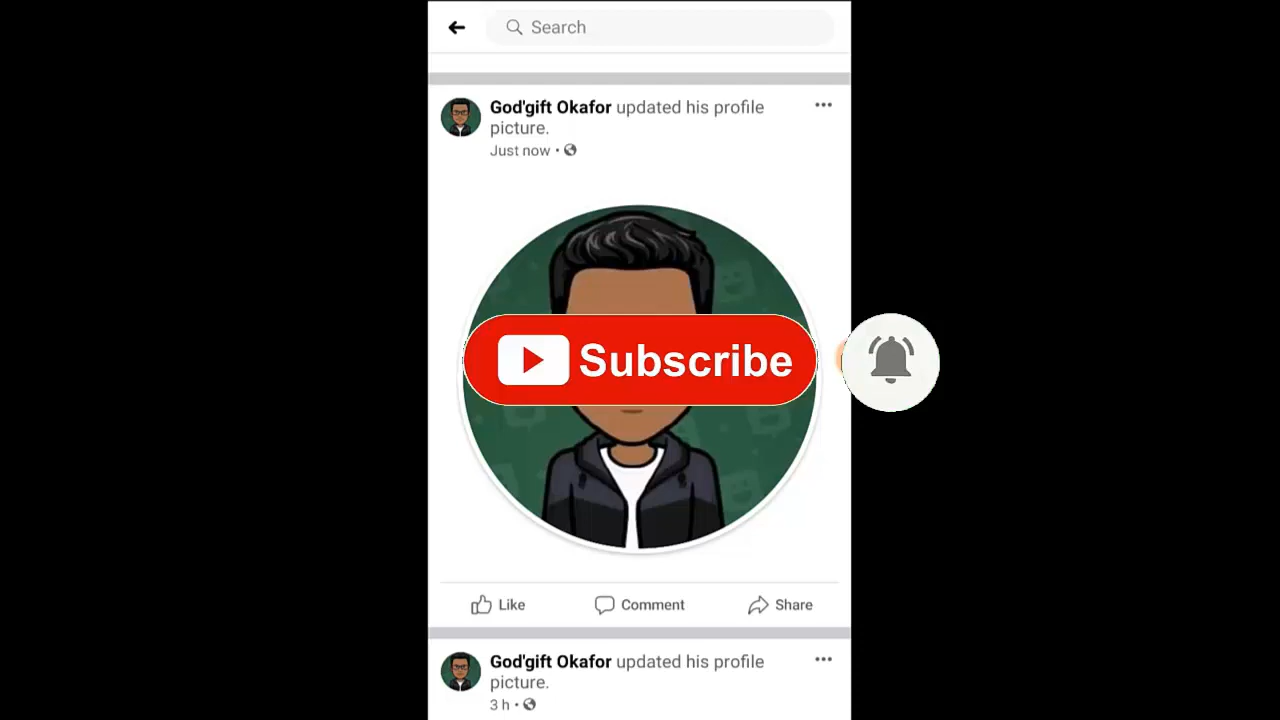 Search
God'gift Okafor updated his profile
picture.
Just now •
Subscribe
Like Comment Share
God'gift Okafor updated his profile
picture.
3 h •